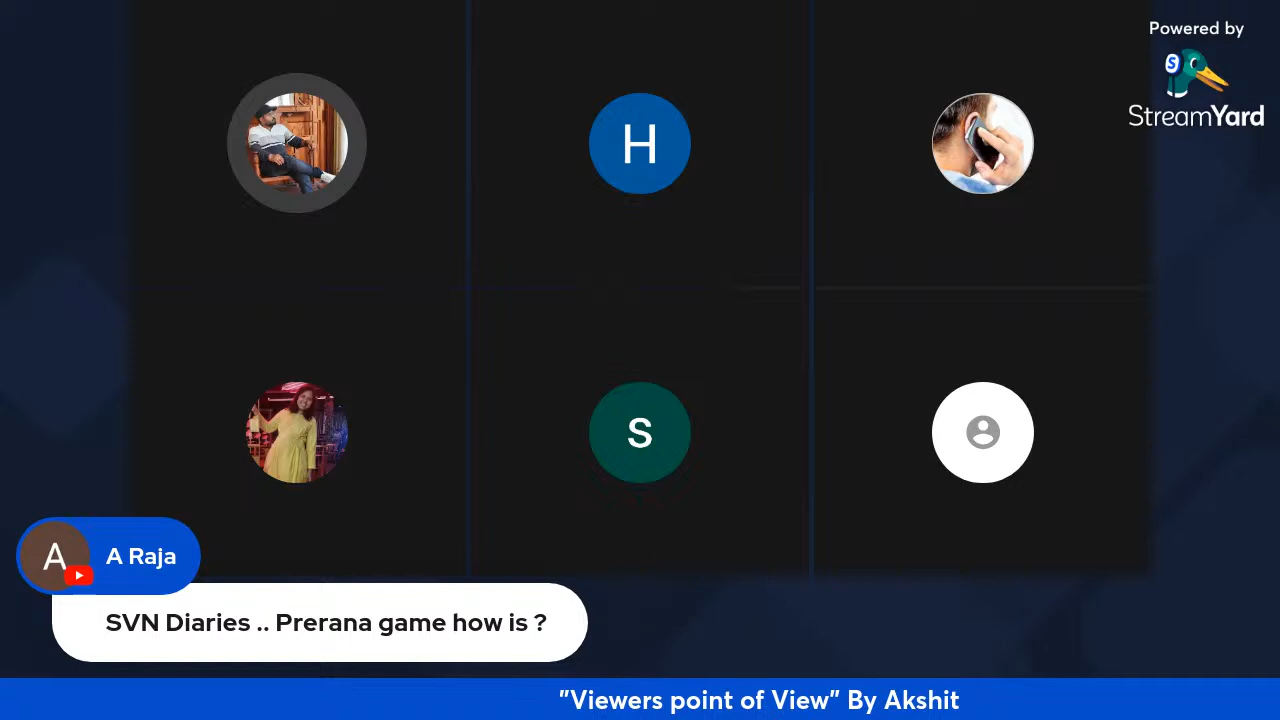 Powered by
S
StreamYard
H
S
A
A Raja
SVN Diaries .. Prerana game how is ?
"Viewers point of View" By Akshit